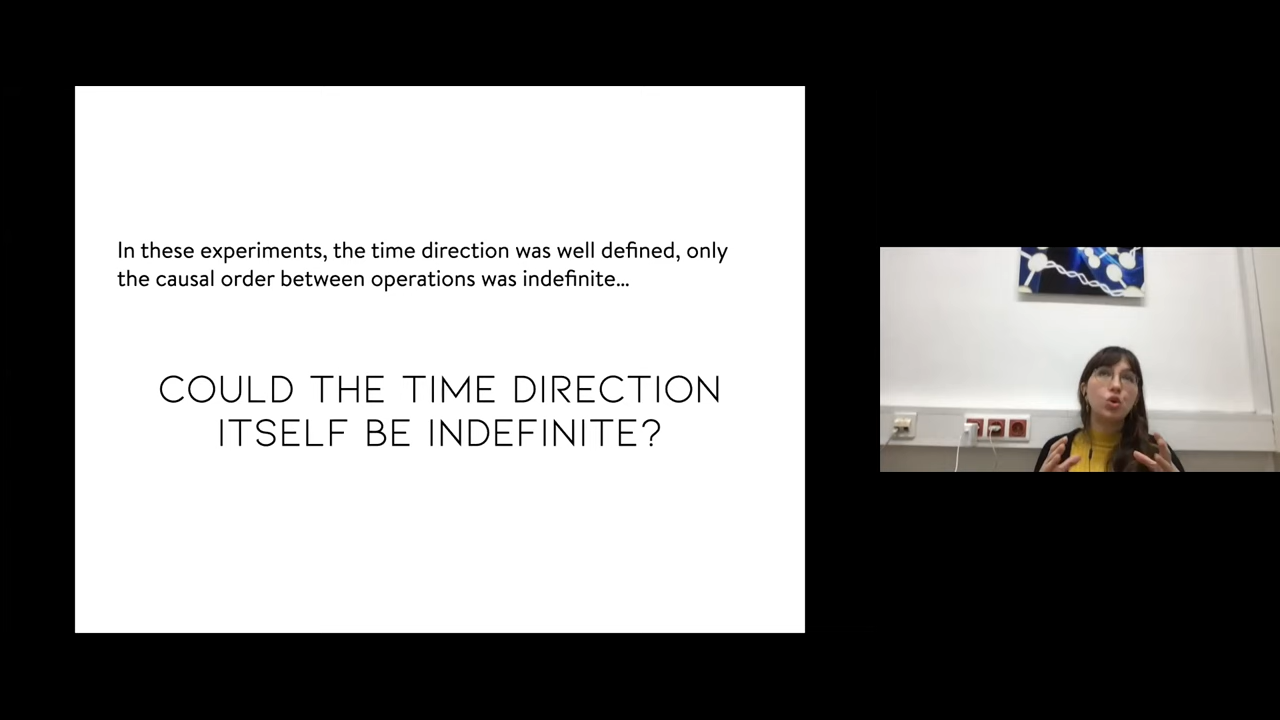 In these experiments, the time direction was well defined, only
the causal order between operations was indefinite...
COULD THE TIME DIRECTION
ITSELF BE INDEFINITE?